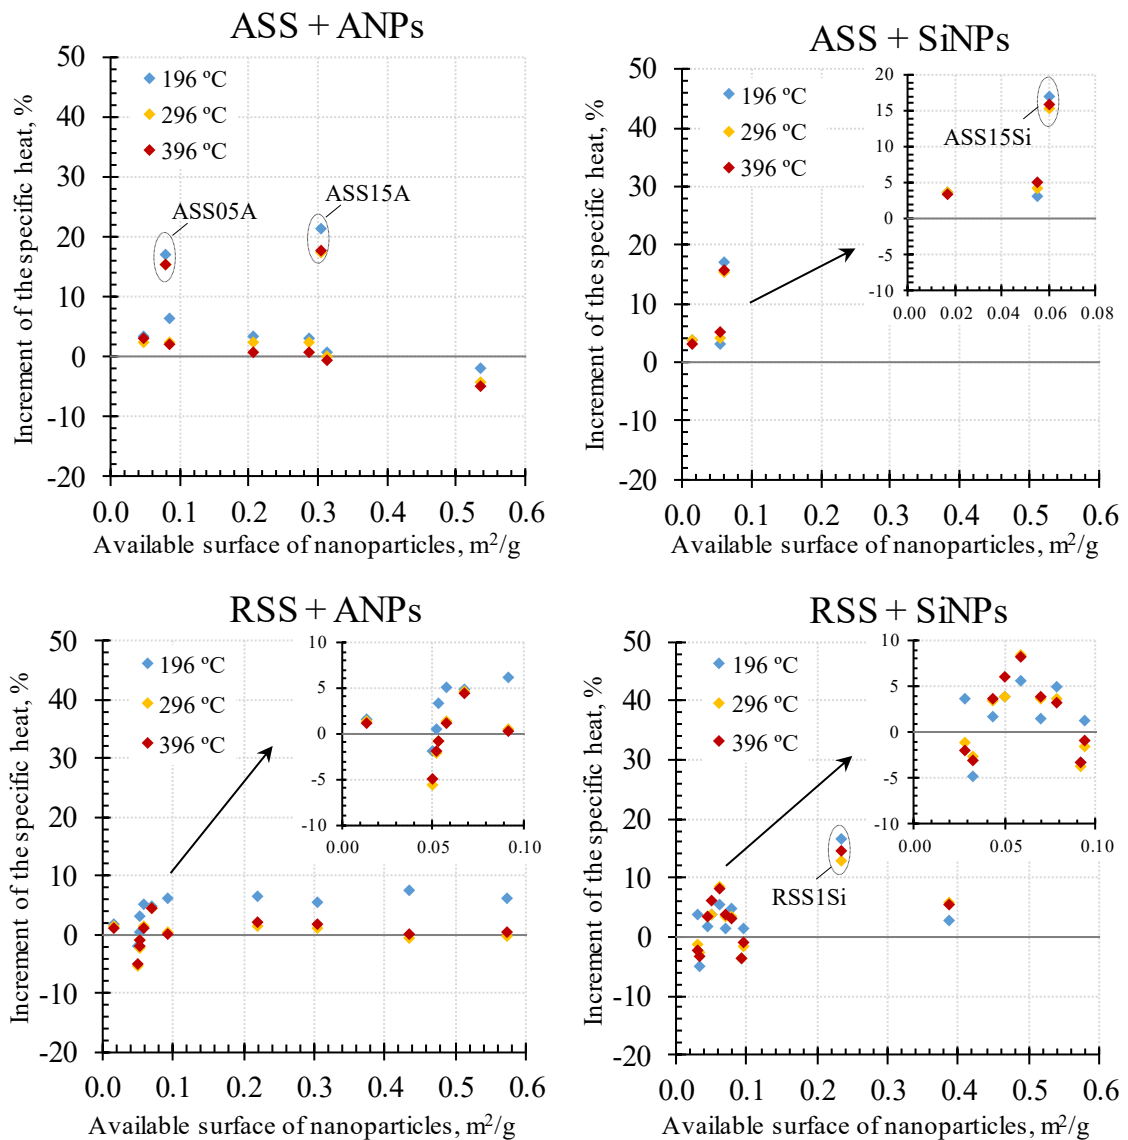 ASS + ANPs
50
40
30
20
10
0
-10
-20
Increment of the specific heat, %
196 ºC
296 ºC
396 ºC
ASS05A
ASS15A
0.0 0.1 0.2 0.3 0.4 0.5 0.6
Available surface of nanoparticles, m²/g
ASS + SiNPs
50
40
30
20
10
0
-10
-20
Increment of the specific heat, %
196 ºC
296 ºC
396 ºC
20
15
10
5
0
-5
-10
ASS15Si
0.00 0.02 0.04 0.06 0.08
0.0 0.1 0.2 0.3 0.4 0.5 0.6
Available surface of nanoparticles, m²/g
RSS + ANPs
50
40
30
20
10
0
-10
-20
Increment of the specific heat, %
196 ºC
296 ºC
396 ºC
10
5
0
-5
-10
0.00 0.05 0.10
0.0 0.1 0.2 0.3 0.4 0.5 0.6
Available surface of nanoparticles, m²/g
RSS + SiNPs
50
40
30
20
10
0
-10
-20
Increment of the specific heat, %
196 ºC
296 ºC
396 ºC
10
5
0
-5
-10
0.00 0.05 0.10
RSS1Si
0.0 0.1 0.2 0.3 0.4 0.5 0.6
Available surface of nanoparticles, m²/g